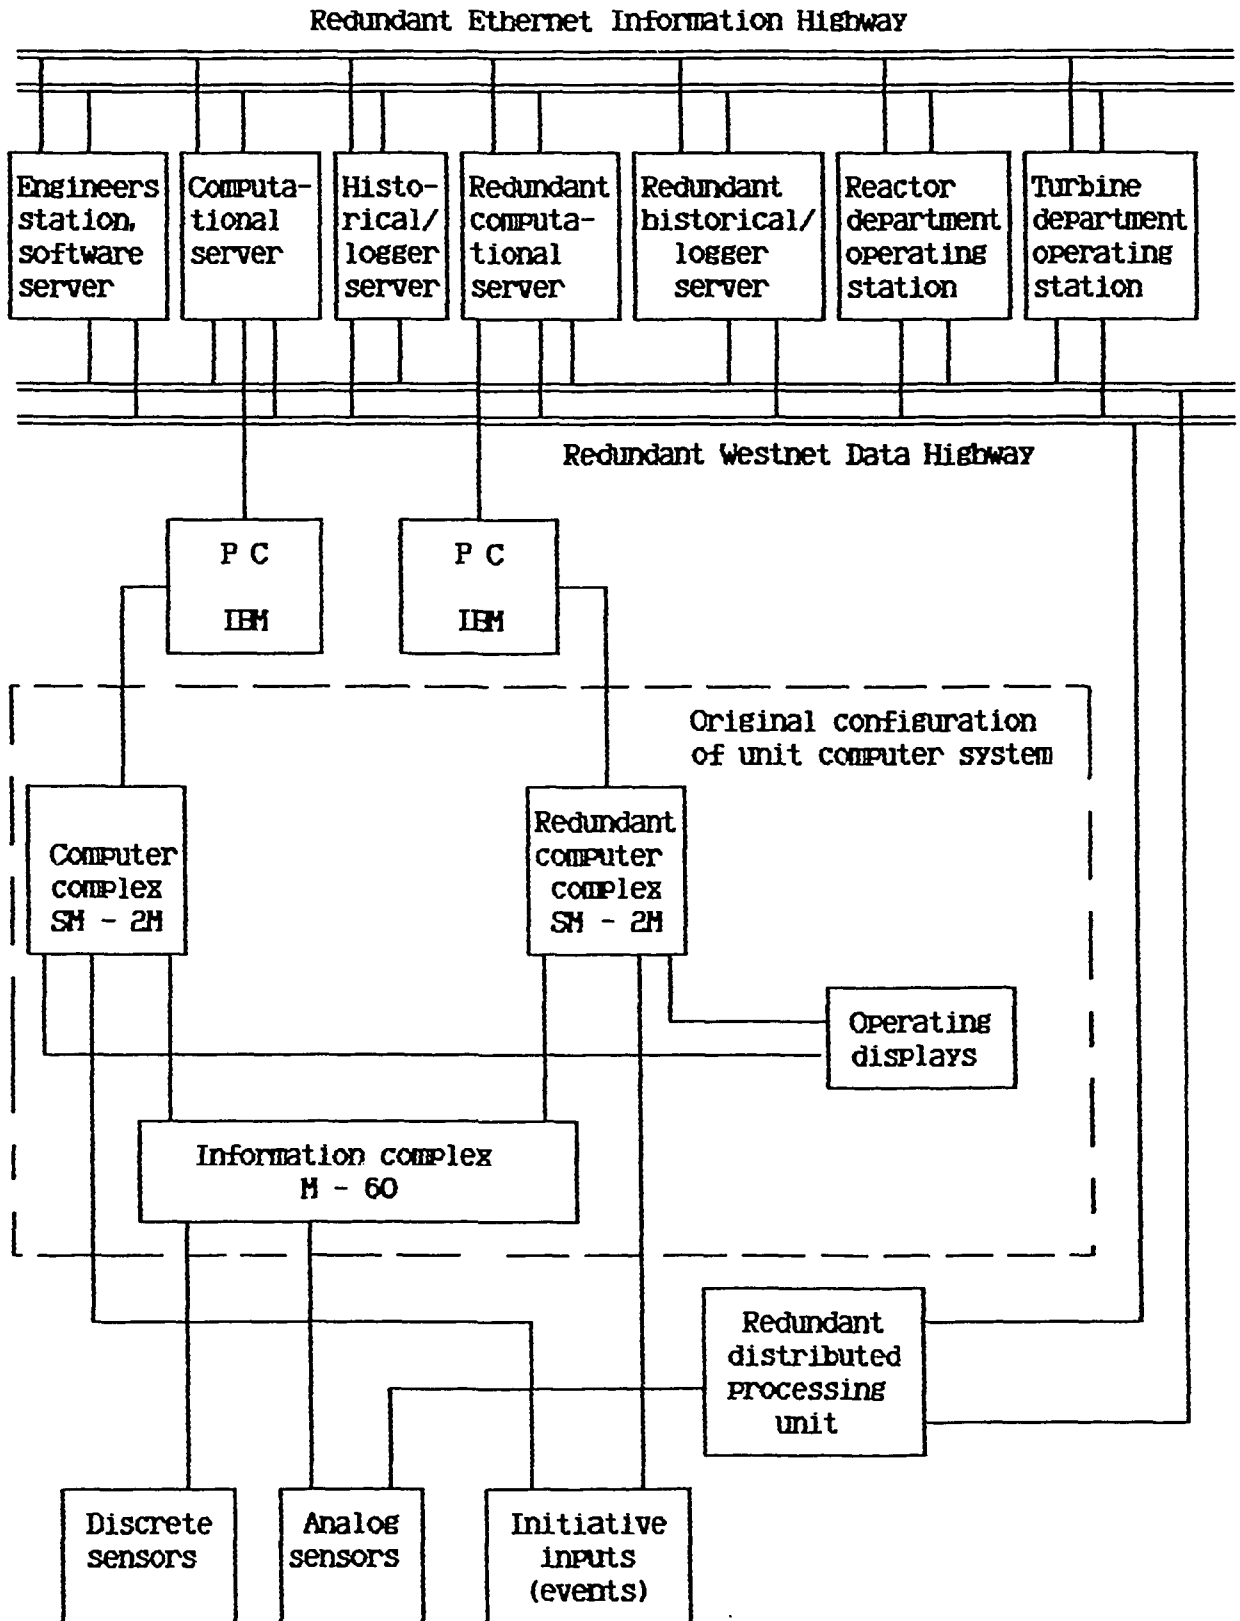 Redundant Ethernet Information Highway
Engineers
station,
software
server
Computa-
tional
server
Histo-
rical/
logger
server
Redundant
computa-
tional
server
Redundant
historical/
logger
server
Reactor
department
operating
station
Turbine
department
operating
station
Redundant Westnet Data Highway
P C
IBM
P C
IBM
Original configuration
of unit computer system
Computer
complex
SM - 2M
Redundant
computer
complex
SM - 2M
Operating
displays
Information complex
M - 60
Redundant
distributed
processing
unit
Discrete
sensors
Analog
sensors
Initiative
inputs
(events)